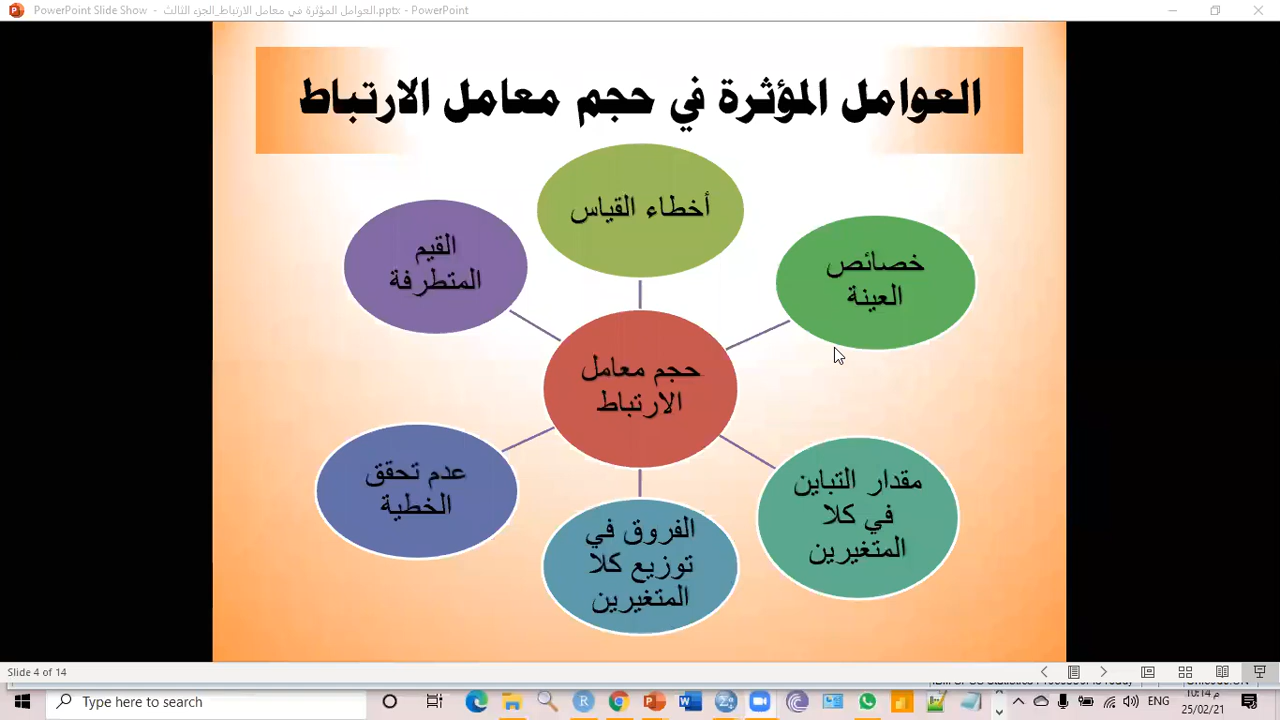 PowerPoint Slide Show - العوامل المؤثرة في معامل الارتباط_الجزء الثالث.pptx - PowerPoint
العوامل المؤثرة في حجم معامل الارتباط
أخطاء القياس
خصائص
العينة
مقدار التباين
في كلا
المتغيرين
الفروق في
توزيع كلا
المتغيرين
عدم تحقق
الخطية
القيم
المتطرفة
حجم معامل
الارتباط
Slide 4 of 14
Type here to search
ENG
10:14 م
25/02/21